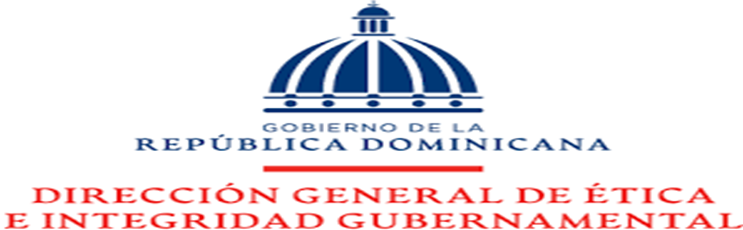 GOBIERNO DE LA
REPÚBLICA DOMINICANA
DIRECCIÓN GENERAL DE ÉTICA
E INTEGRIDAD GUBERNAMENTAL